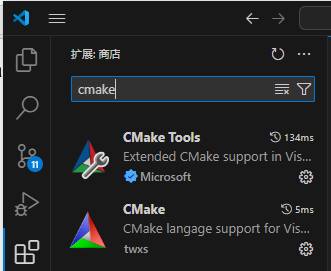 扩展: 商店
cmake
CMake Tools 134ms
Extended CMake support in Vis...
Microsoft
CMake 5ms
CMake langage support for Vis...
twxs
11